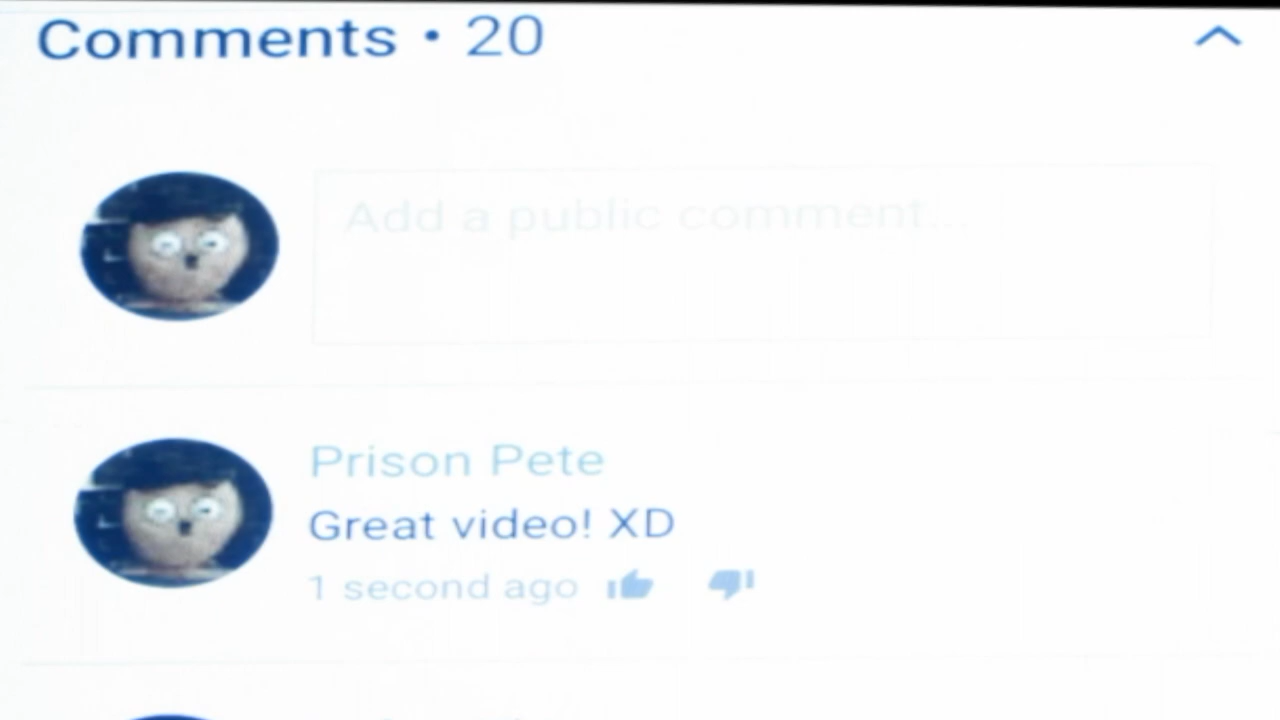 Comments • 20
Add a public comment...
Prison Pete
Great video! XD
1 second ago